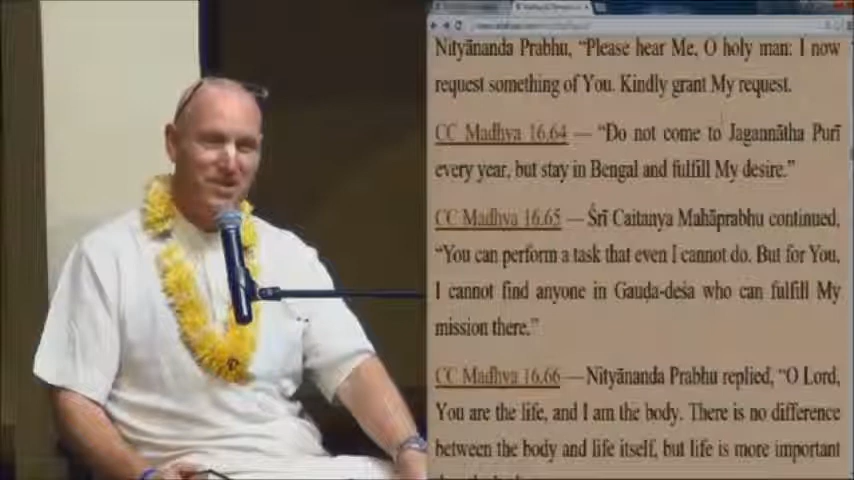 Nityānanda Prabhu, “Please hear Me, O holy man: I now
request something of You. Kindly grant My request.
CC Madhya 16.64 — “Do not come to Jagannātha Purī
every year, but stay in Bengal and fulfill My desire.”
CC Madhya 16.65 — Śrī Caitanya Mahāprabhu continued,
“You can perform a task that even I cannot do. But for You,
I cannot find anyone in Gauḍa-deśa who can fulfill My
mission there.”
CC Madhya 16.66 — Nityānanda Prabhu replied, “O Lord,
You are the life, and I am the body. There is no difference
between the body and life itself, but life is more important